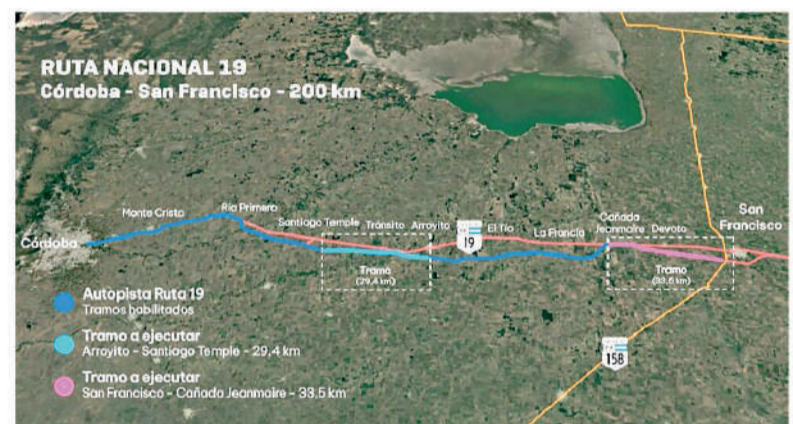 RUTA NACIONAL 19
Córdoba - San Francisco - 200 km
Monte Cristo
Río Primero
Santiago Temple
Tránsito
Arroyito
19
El Tío
La Francia
Cañada
Jeanmaire
Devoto
San
Francisco
Córdoba
Tramo
(29,4 km)
Tramo
(33,5 km)
Autopista Ruta 19
Tramos habilitados
Tramo a ejecutar
Arroyito - Santiago Temple - 29,4 km
Tramo a ejecutar
San Francisco - Cañada Jeanmaire - 33,5 km
158